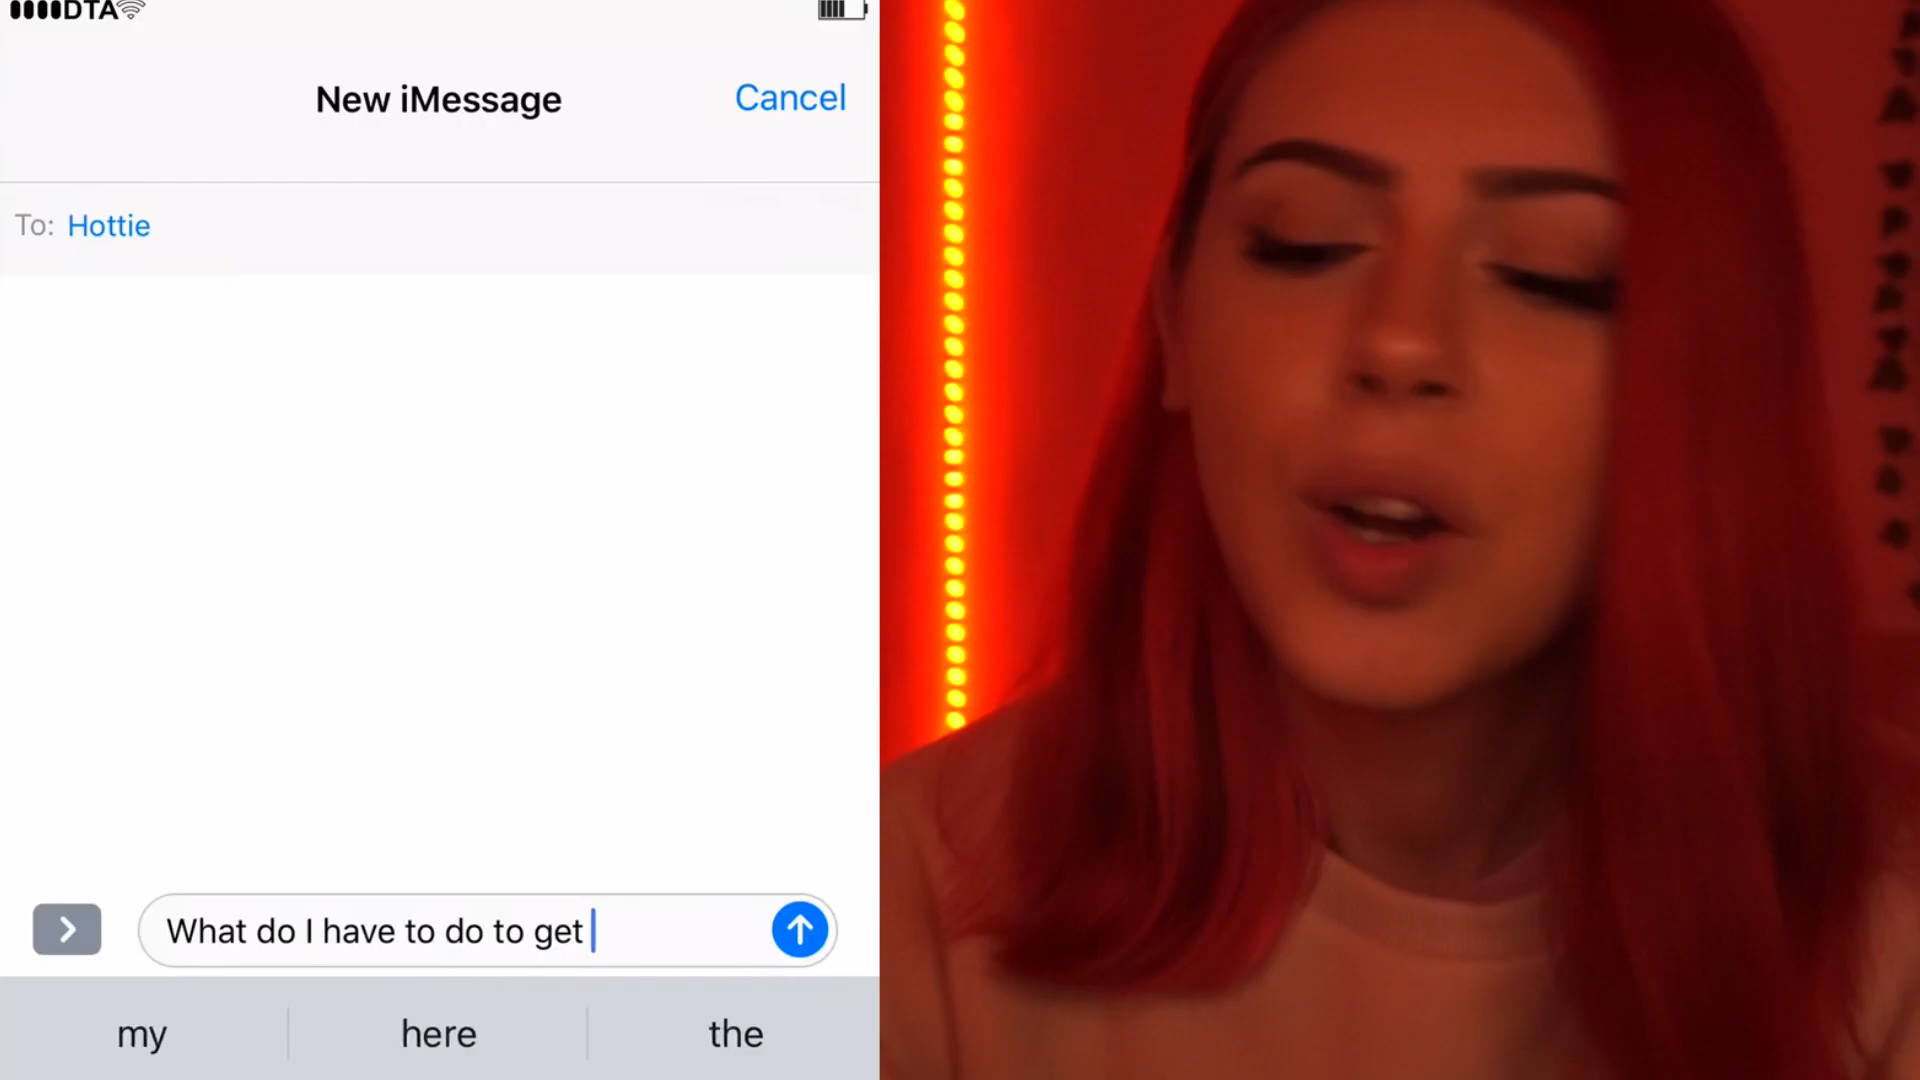 DTA
New iMessage
Cancel
To: Hottie
What do I have to do to get
my
here
the